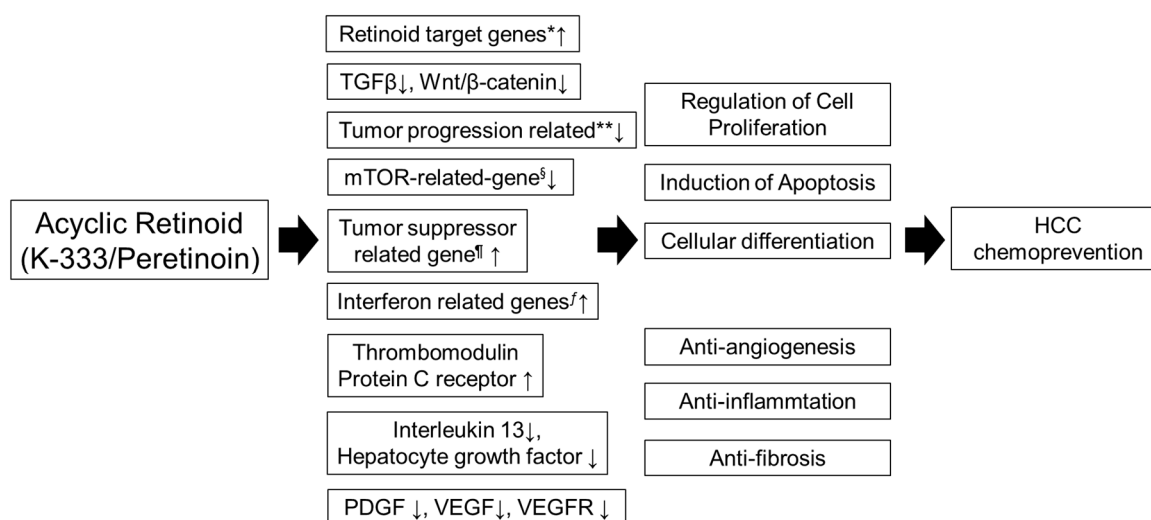 Acyclic Retinoid
(K-333/Peretinoin)
Retinoid target genes*↑
TGFβ↓, Wnt/β-catenin↓
Tumor progression related**↓
mTOR-related-gene§↓
Tumor suppressor
related gene¶ ↑
Interferon related genesƒ↑
Thrombomodulin
Protein C receptor ↑
Interleukin 13↓,
Hepatocyte growth factor ↓
PDGF ↓, VEGF↓, VEGFR ↓
Regulation of Cell
Proliferation
Induction of Apoptosis
Cellular differentiation
Anti-angiogenesis
Anti-inflammtation
Anti-fibrosis
HCC
chemoprevention